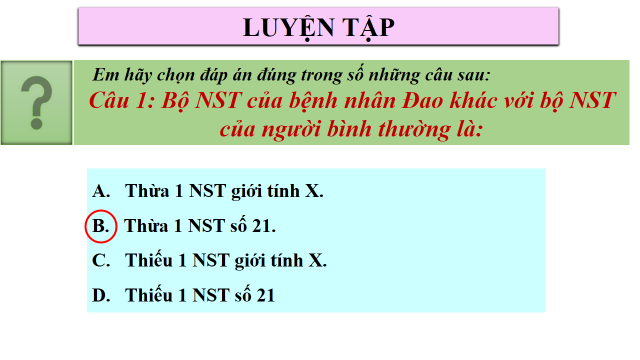 LUYỆN TẬP
?
Em hãy chọn đáp án đúng trong số những câu sau:
Câu 1: Bộ NST của bệnh nhân Đao khác với bộ NST
của người bình thường là:
A. Thừa 1 NST giới tính X.
B. Thừa 1 NST số 21.
C. Thiếu 1 NST giới tính X.
D. Thiếu 1 NST số 21